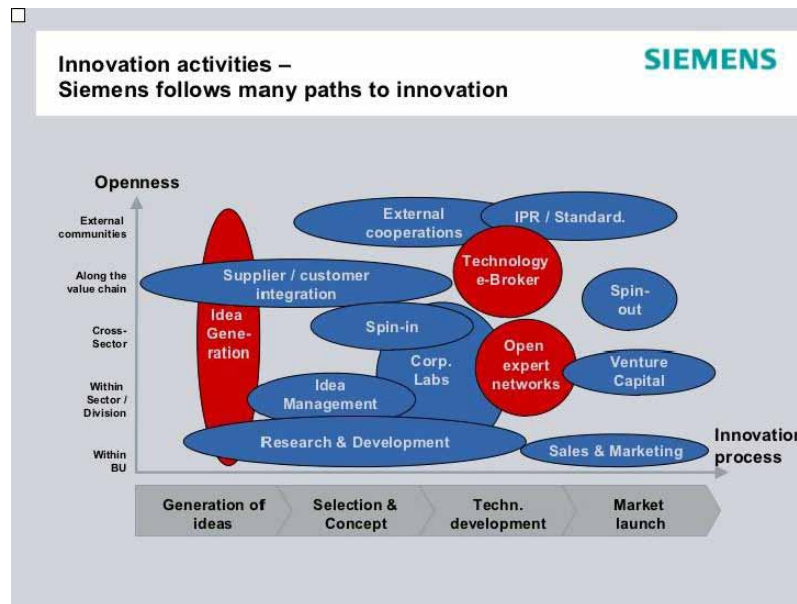 Innovation activities –
Siemens follows many paths to innovation
SIEMENS
Openness
External
communities
Along the
value chain
Cross-
Sector
Within
Sector /
Division
Within
BU
External
cooperations
IPR / Standard.
Technology
e-Broker
Supplier / customer
integration
Idea
Gene-
ration
Spin-in
Spin-
out
Corp.
Labs
Open
expert
networks
Venture
Capital
Idea
Management
Research & Development
Sales & Marketing
Innovation
process
Generation of
ideas
Selection &
Concept
Techn.
development
Market
launch